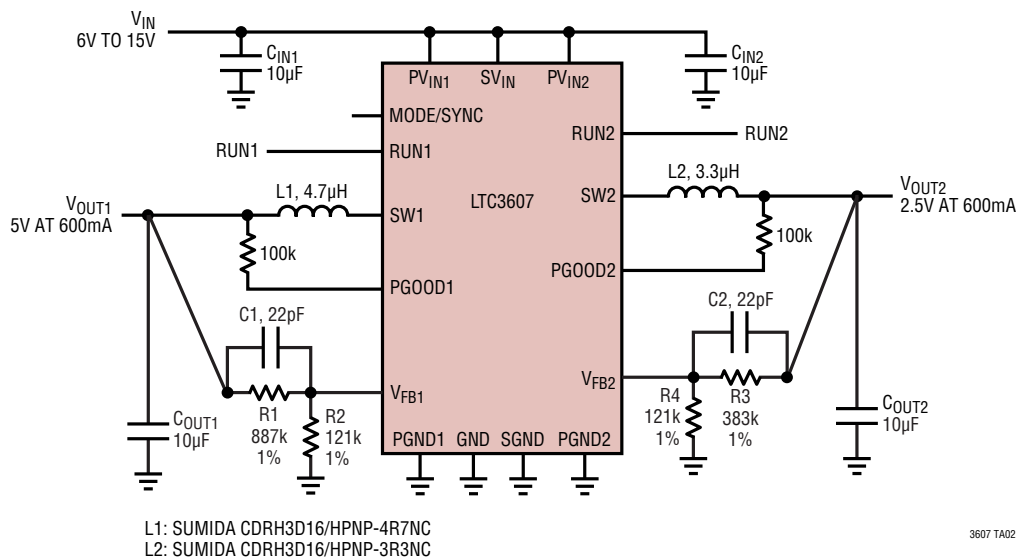 VIN
6V TO 15V
CIN1
10µF
CIN2
10µF
PVIN1
SVIN
PVIN2
MODE/SYNC
RUN1
RUN1
RUN2
RUN2
LTC3607
L1, 4.7µH
L2, 3.3µH
VOUT1
5V AT 600mA
SW1
SW2
VOUT2
2.5V AT 600mA
100k
100k
PGOOD1
PGOOD2
C1, 22pF
C2, 22pF
VFB1
VFB2
R1
887k
1%
R2
121k
1%
R4
121k
1%
R3
383k
1%
COUT1
10µF
COUT2
10µF
PGND1
GND
SGND
PGND2
L1: SUMIDA CDRH3D16/HPNP-4R7NC
L2: SUMIDA CDRH3D16/HPNP-3R3NC
3607 TA02